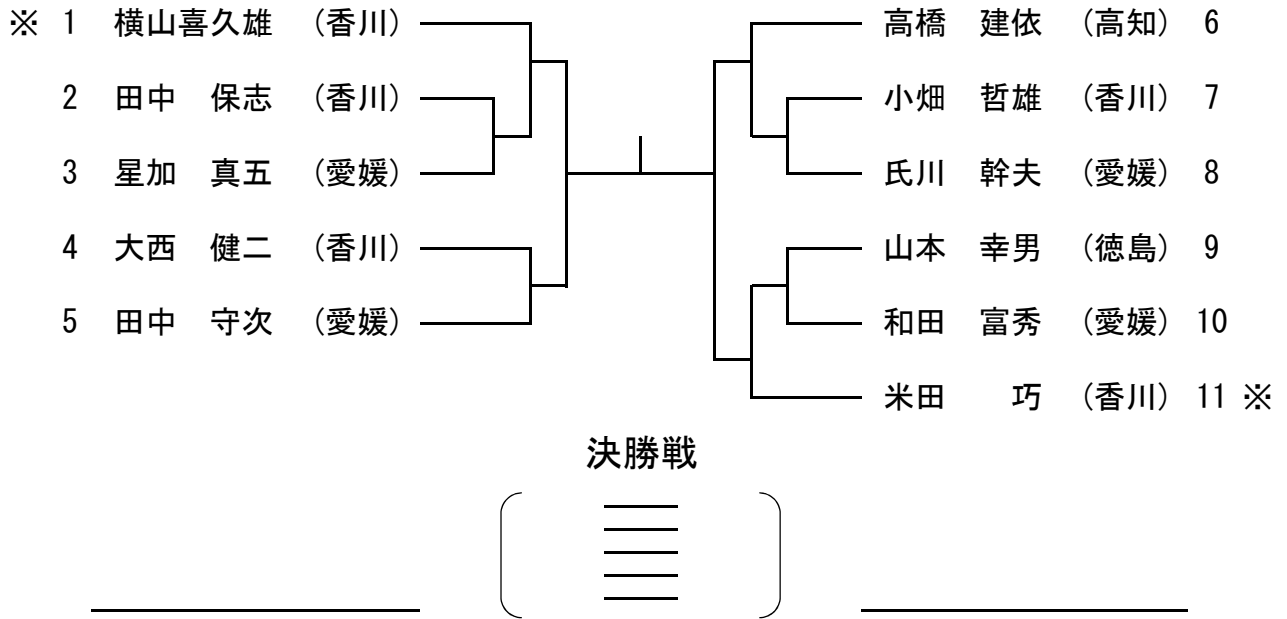 ※ 1 横山喜久雄 (香川)
2 田中 保志 (香川)
3 星加 真五 (愛媛)
4 大西 健二 (香川)
5 田中 守次 (愛媛)
高橋 建依 (高知) 6
小畑 哲雄 (香川) 7
氏川 幹夫 (愛媛) 8
山本 幸男 (徳島) 9
和田 富秀 (愛媛) 10
米田 巧 (香川) 11 ※
決勝戦